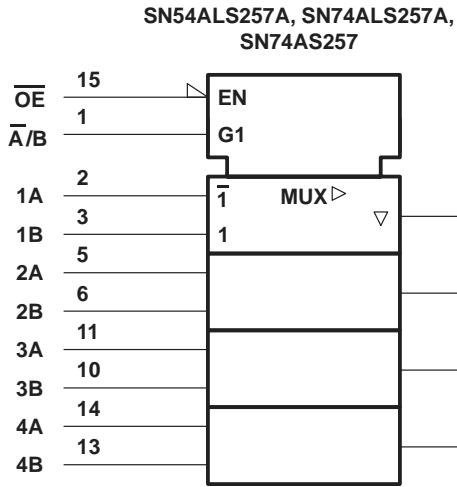 SN54ALS257A, SN74ALS257A,
SN74AS257
O̅E̅ 15 EN
A̅/B 1 G1
1A 2 1̅ MUX ▷
▽
1B 3 1
2A 5
2B 6
3A 11
3B 10
4A 14
4B 13